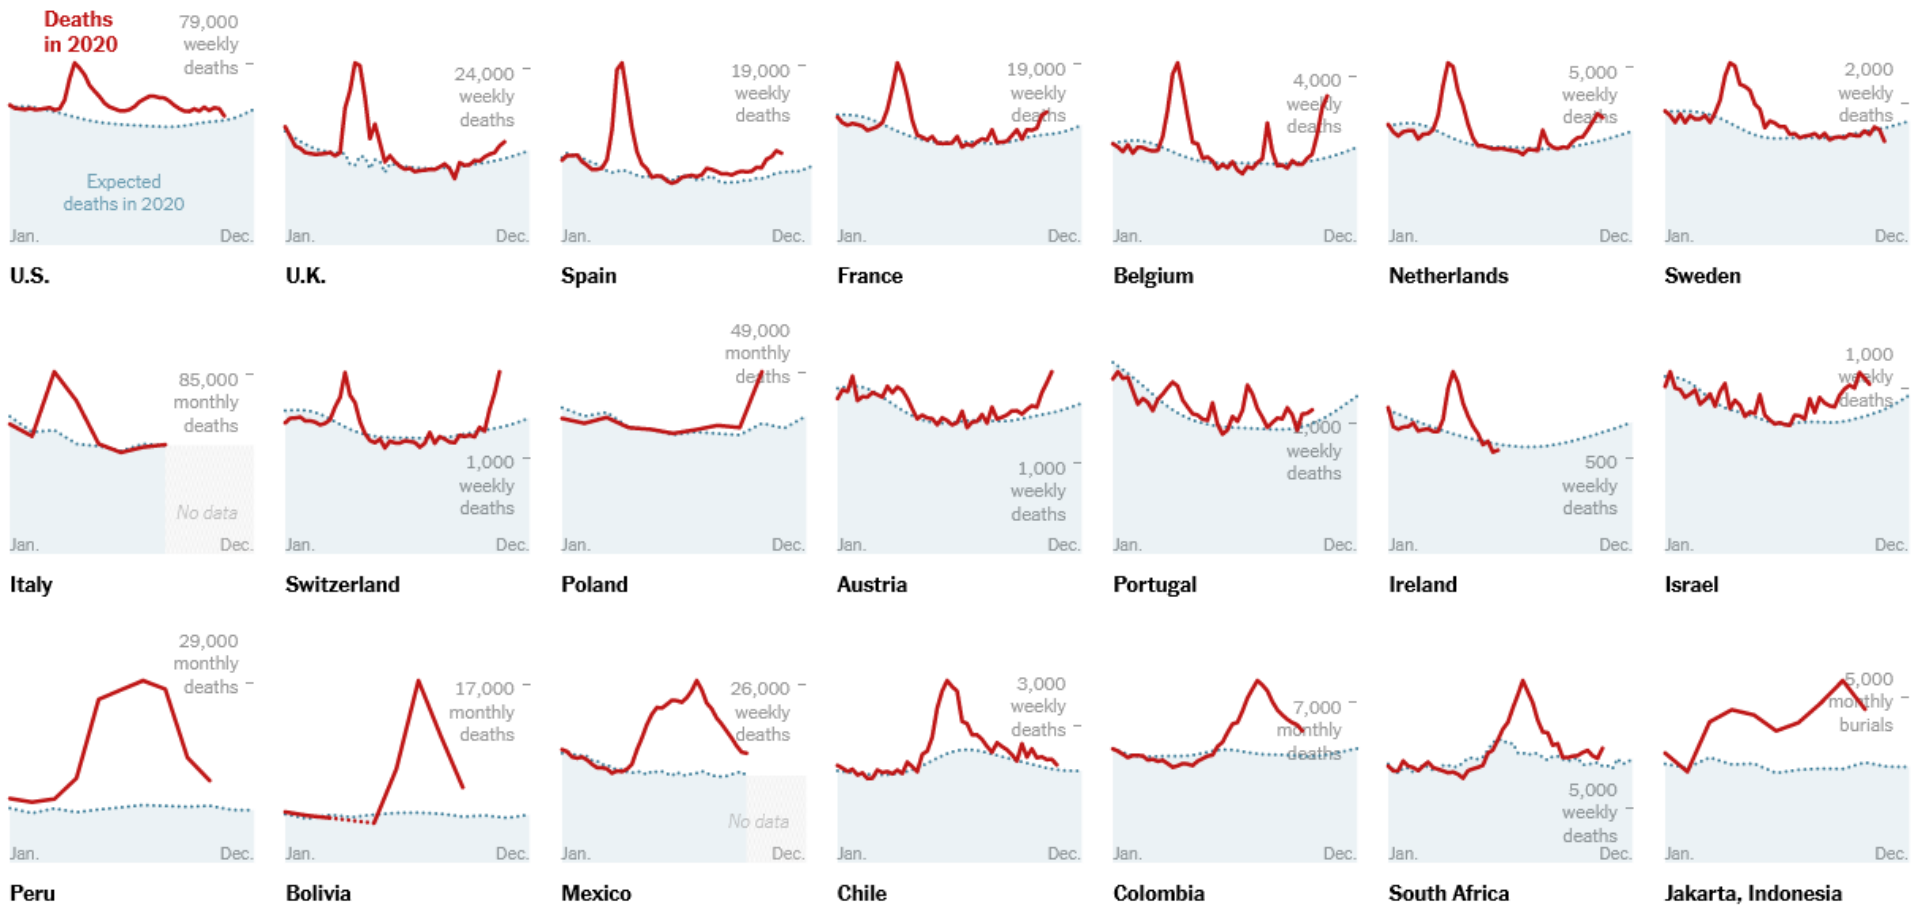 Deaths
in 2020
79,000
weekly
deaths
Expected
deaths in 2020
Jan.
Dec.
U.S.
24,000
weekly
deaths
Jan.
Dec.
U.K.
19,000
weekly
deaths
Jan.
Dec.
Spain
19,000
weekly
deaths
Jan.
Dec.
France
4,000
weekly
deaths
Jan.
Dec.
Belgium
5,000
weekly
deaths
Jan.
Dec.
Netherlands
2,000
weekly
deaths
Jan.
Dec.
Sweden
85,000
monthly
deaths
No data
Jan.
Dec.
Italy
1,000
weekly
deaths
Jan.
Dec.
Switzerland
49,000
monthly
deaths
Jan.
Dec.
Poland
1,000
weekly
deaths
Jan.
Dec.
Austria
2,000
weekly
deaths
Jan.
Dec.
Portugal
500
weekly
deaths
Jan.
Dec.
Ireland
1,000
weekly
deaths
Jan.
Dec.
Israel
29,000
monthly
deaths
Jan.
Dec.
Peru
17,000
monthly
deaths
Jan.
Dec.
Bolivia
26,000
weekly
deaths
No data
Jan.
Dec.
Mexico
3,000
weekly
deaths
Jan.
Dec.
Chile
7,000
monthly
deaths
Jan.
Dec.
Colombia
5,000
weekly
deaths
Jan.
Dec.
South Africa
5,000
monthly
burials
Jan.
Dec.
Jakarta, Indonesia